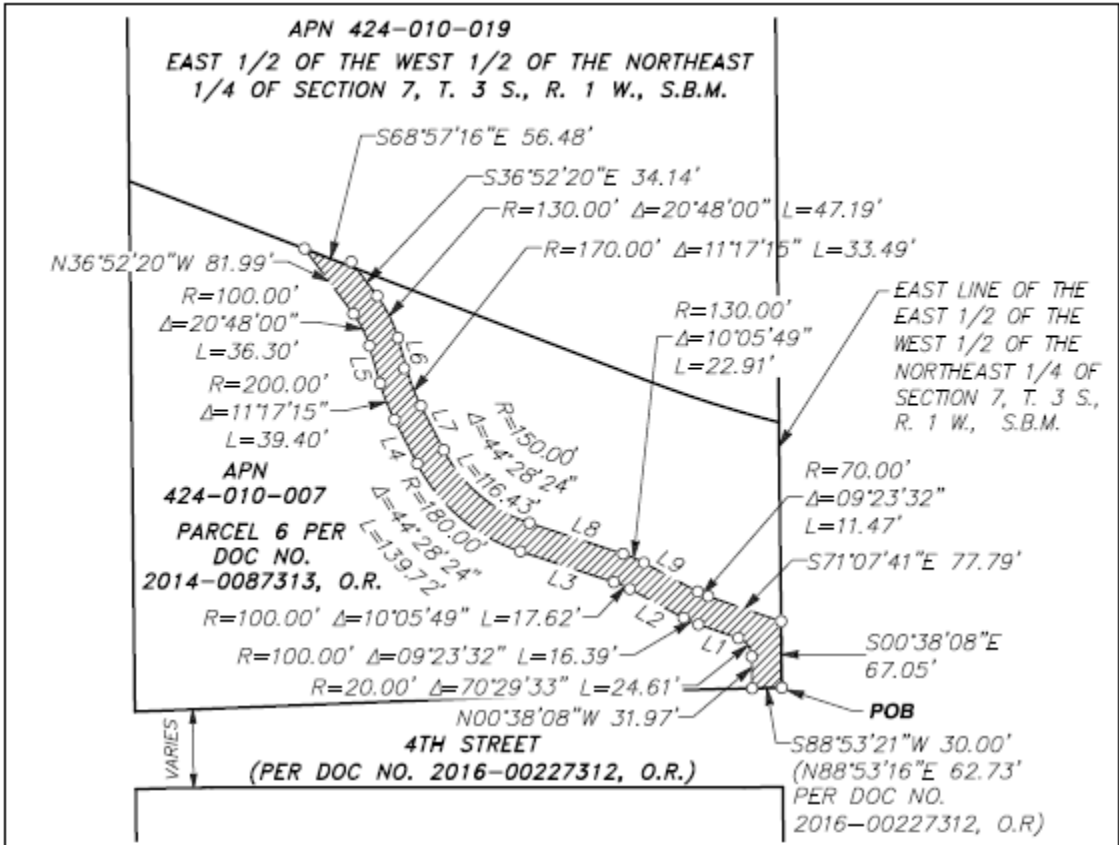 APN 424-010-019
EAST 1/2 OF THE WEST 1/2 OF THE NORTHEAST
1/4 OF SECTION 7, T. 3 S., R. 1 W., S.B.M.
S68°57'16"E 56.48'
S36°52'20"E 34.14'
R=130.00' Δ=20°48'00" L=47.19'
R=170.00' Δ=11°17'15" L=33.49'
N36°52'20"W 81.99'
R=100.00'
Δ=20°48'00"
L=36.30'
R=200.00'
Δ=11°17'15"
L=39.40'
R=130.00'
Δ=10°05'49"
L=22.91'
EAST LINE OF THE
EAST 1/2 OF THE
WEST 1/2 OF THE
NORTHEAST 1/4 OF
SECTION 7, T. 3 S.,
R. 1 W., S.B.M.
L5
L6
L4
L7
R=150.00'
Δ=44°28'24"
L=116.43'
R=180.00'
Δ=44°28'24"
L=139.72'
APN
424-010-007
PARCEL 6 PER
DOC NO.
2014-0087313, O.R.
L8
L9
L3
L2
L1
R=70.00'
Δ=09°23'32"
L=11.47'
S71°07'41"E 77.79'
R=100.00' Δ=10°05'49" L=17.62'
R=100.00' Δ=09°23'32" L=16.39'
R=20.00' Δ=70°29'33" L=24.61'
N00°38'08"W 31.97'
S00°38'08"E
67.05'
POB
S88°53'21"W 30.00'
(N88°53'16"E 62.73'
PER DOC NO.
2016-00227312, O.R)
VARIES
4TH STREET
(PER DOC NO. 2016-00227312, O.R.)